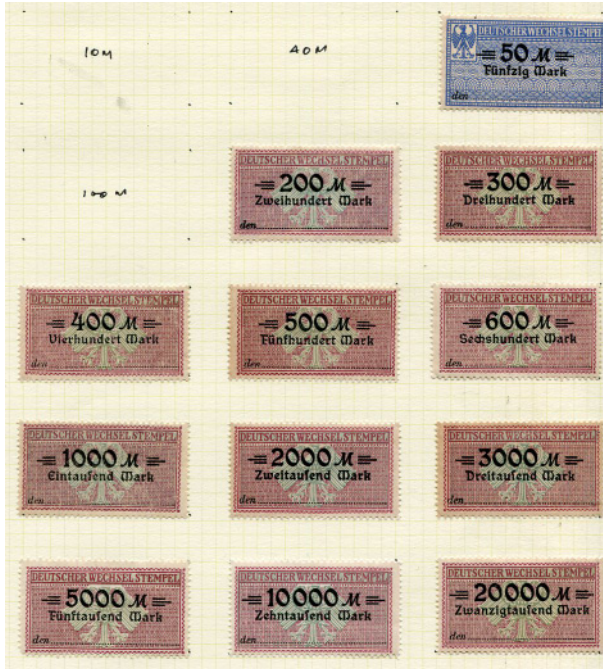 10M
40M
DEUTSCHER WECHSELSTEMPEL
50 M
Fünfzig Mark
den
100 M
DEUTSCHER WECHSELSTEMPEL
200 M
Zweihundert Mark
den
DEUTSCHER WECHSELSTEMPEL
300 M
Dreihundert Mark
den
DEUTSCHER WECHSELSTEMPEL
400 M
Vierhundert Mark
den
DEUTSCHER WECHSELSTEMPEL
500 M
Fünfhundert Mark
den
DEUTSCHER WECHSELSTEMPEL
600 M
Sechshundert Mark
den
DEUTSCHER WECHSELSTEMPEL
1000 M
Eintauſend Mark
den
DEUTSCHER WECHSELSTEMPEL
2000 M
Zweitauſend Mark
den
DEUTSCHER WECHSELSTEMPEL
3000 M
Dreitauſend Mark
den
DEUTSCHER WECHSELSTEMPEL
5000 M
Fünftauſend Mark
den
DEUTSCHER WECHSELSTEMPEL
10000 M
Zehntauſend Mark
den
DEUTSCHER WECHSELSTEMPEL
20000 M
Zwanzigtauſend Mark
den